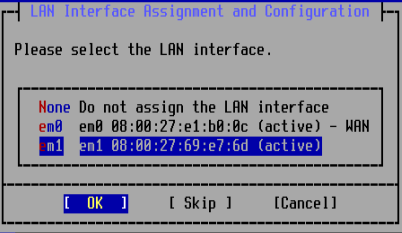 LAN Interface Assignment and Configuration
Please select the LAN interface.
None Do not assign the LAN interface
em0 em0 08:00:27:e1:b0:0c (active) - WAN
em1 em1 08:00:27:69:e7:6d (active)
[ OK ] [ Skip ] [Cancel]